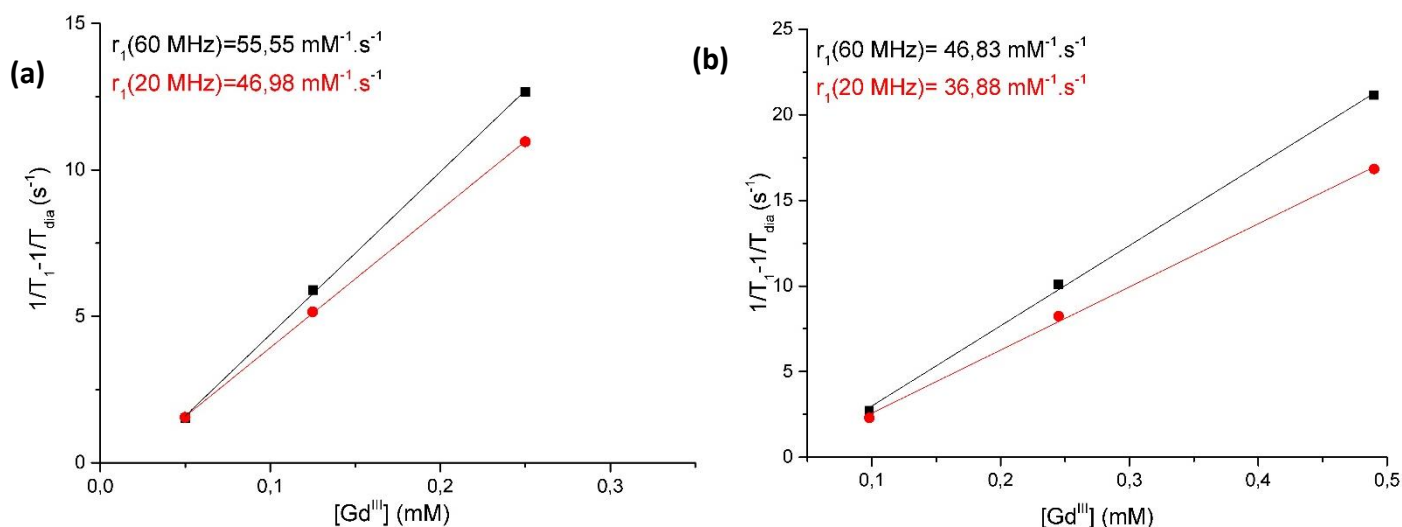 (a)
r₁(60 MHz)=55,55 mM⁻¹.s⁻¹
r₁(20 MHz)=46,98 mM⁻¹.s⁻¹
15
10
5
0
1/T₁-1/T_dia (s⁻¹)
0,0 0,1 0,2 0,3
[Gdᴵᴵᴵ] (mM)
(b)
r₁(60 MHz)= 46,83 mM⁻¹.s⁻¹
r₁(20 MHz)= 36,88 mM⁻¹.s⁻¹
25
20
15
10
5
0
1/T₁-1/T_dia (s⁻¹)
0,1 0,2 0,3 0,4 0,5
[Gdᴵᴵᴵ] (mM)